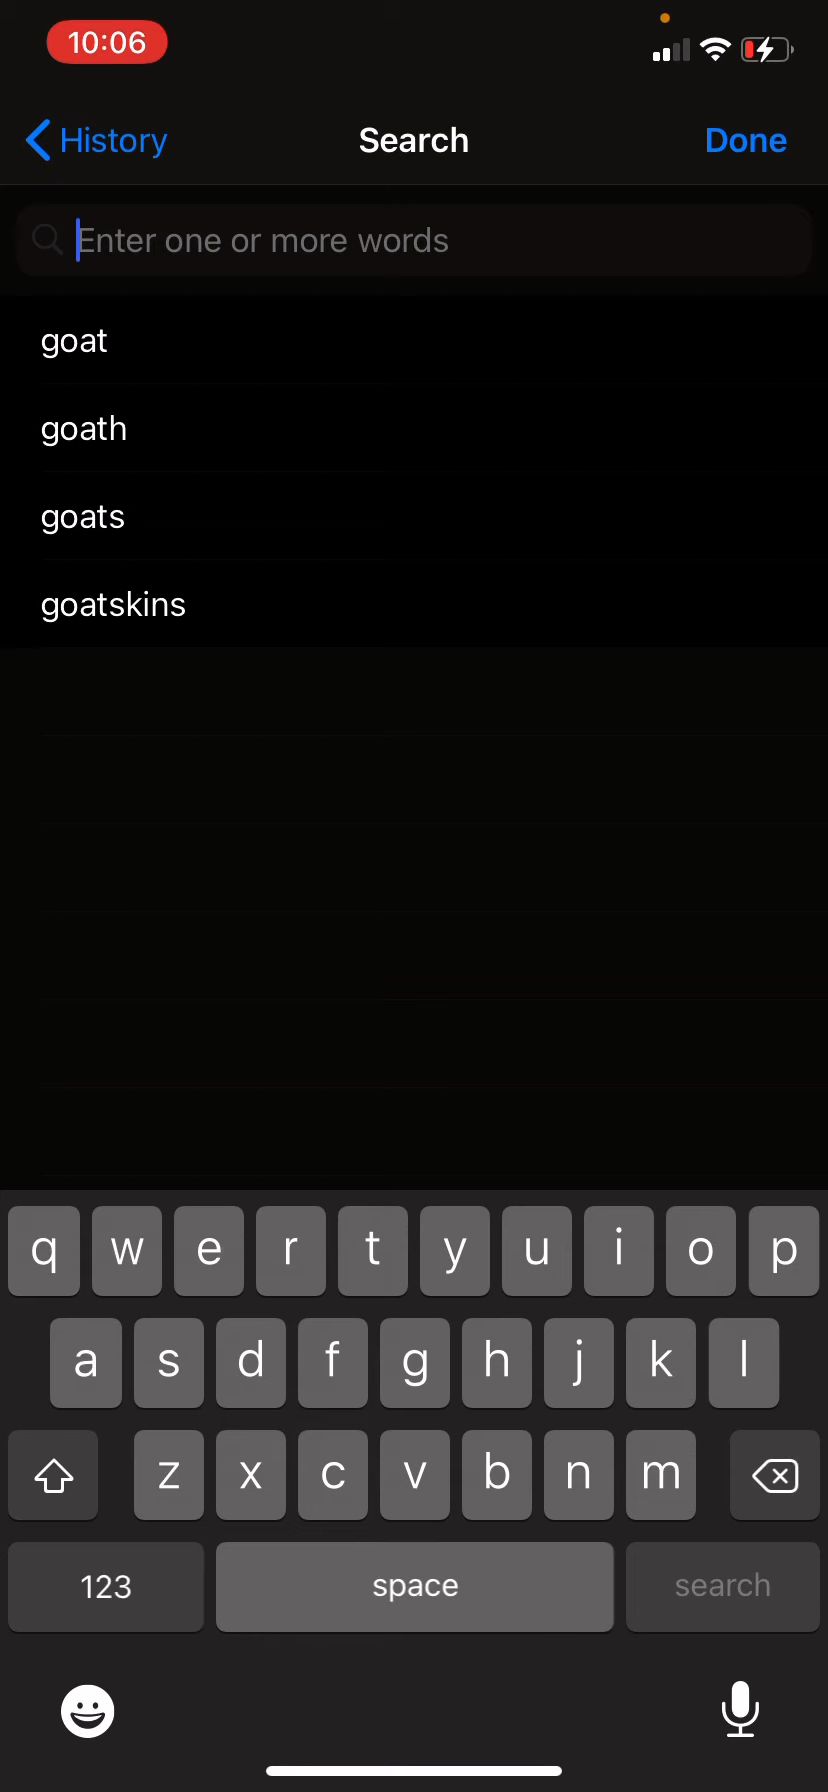 10:06
History Search Done
Enter one or more words
goat
goath
goats
goatskins
q w e r t y u i o p
a s d f g h j k l
z x c v b n m
123 space search